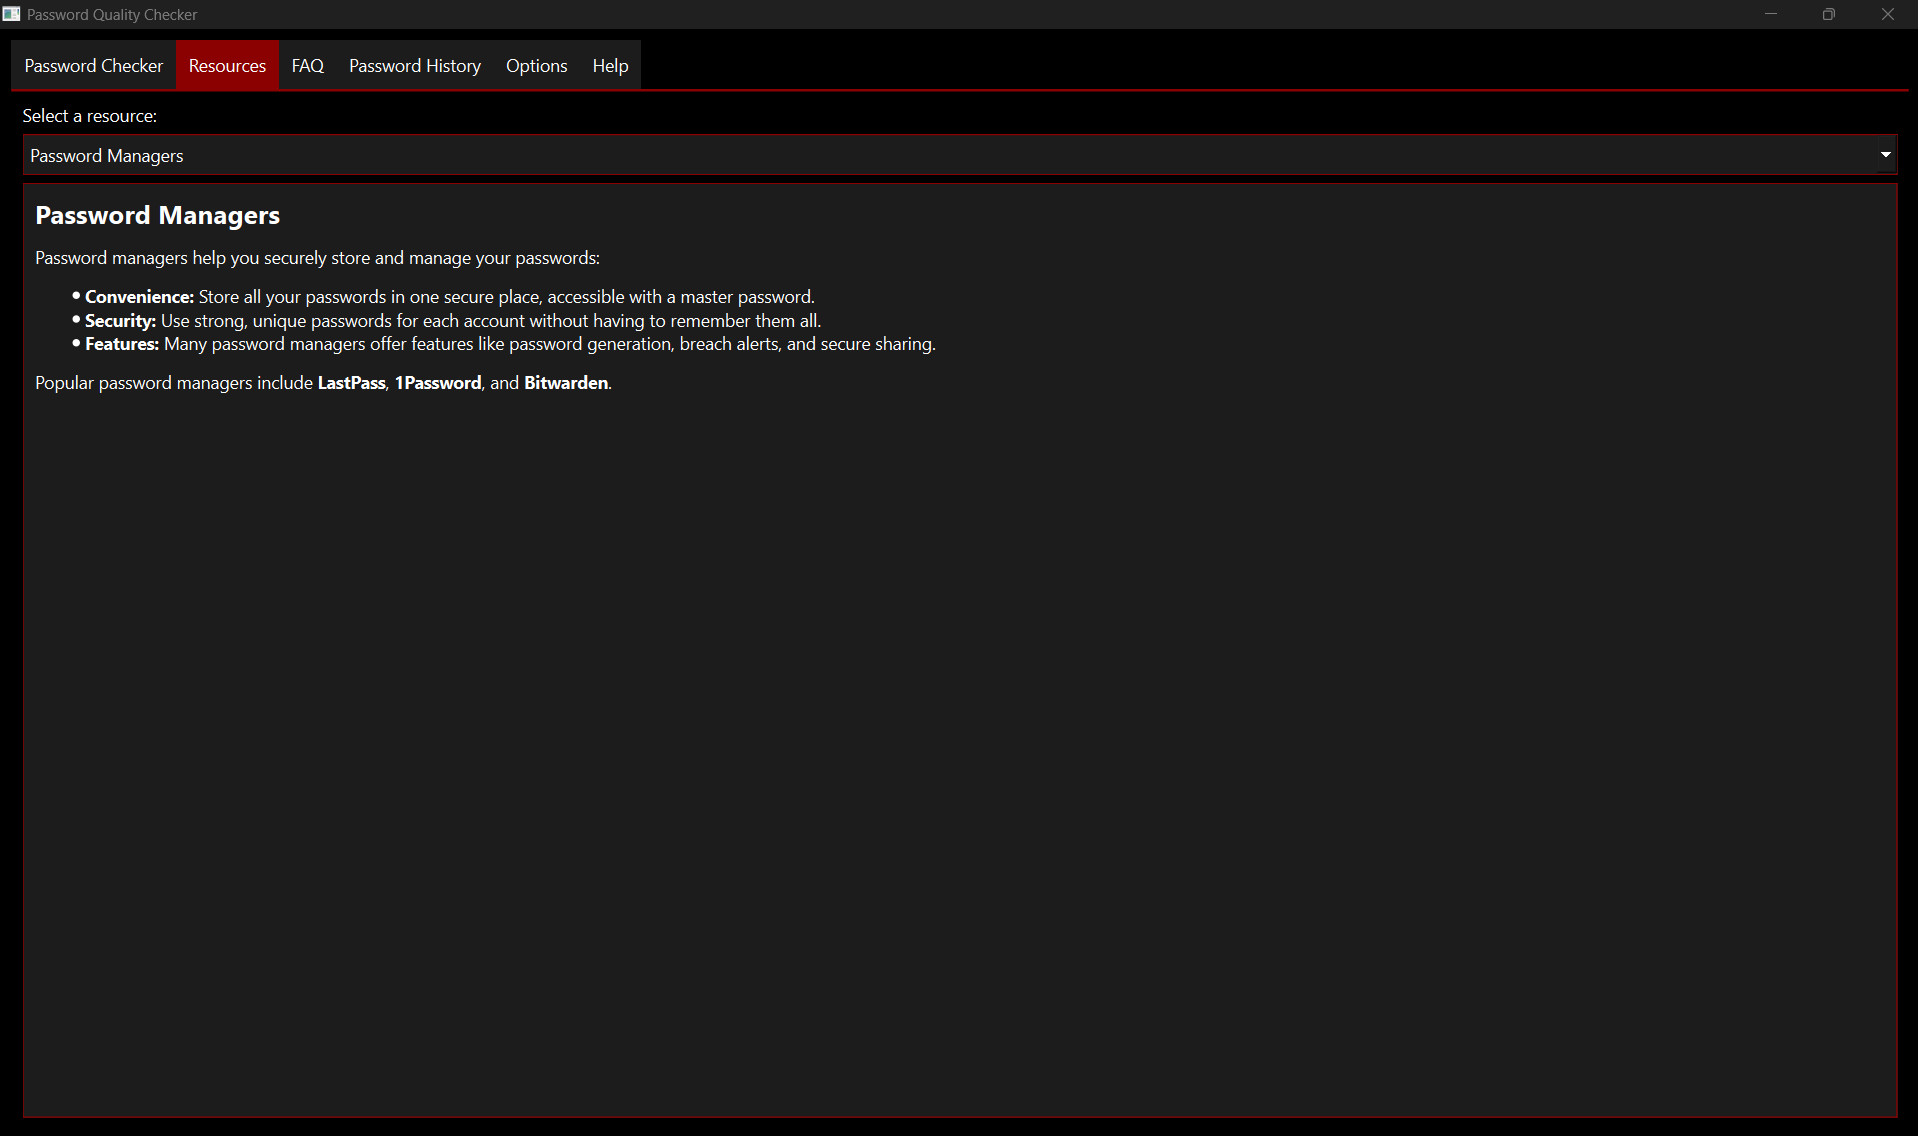 Password Quality Checker
Password Checker Resources FAQ Password History Options Help
Select a resource:
Password Managers
Password Managers
Password managers help you securely store and manage your passwords:
• Convenience: Store all your passwords in one secure place, accessible with a master password.
• Security: Use strong, unique passwords for each account without having to remember them all.
• Features: Many password managers offer features like password generation, breach alerts, and secure sharing.
Popular password managers include LastPass, 1Password, and Bitwarden.